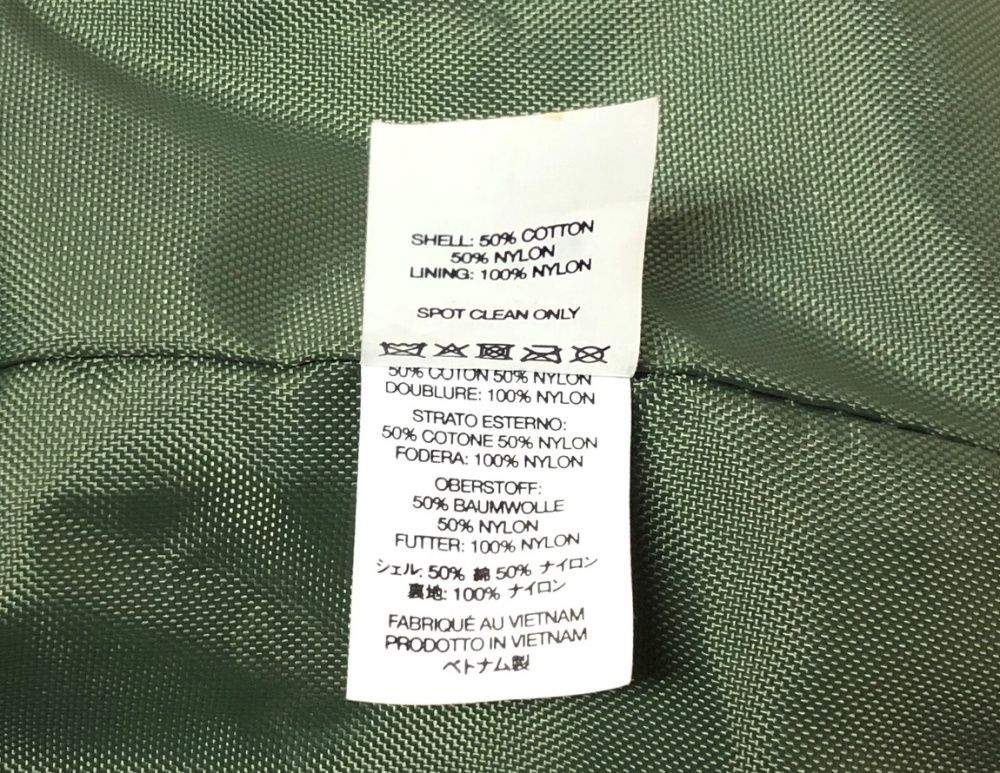 SHELL: 50% COTTON
50% NYLON
LINING: 100% NYLON
SPOT CLEAN ONLY
50% COTON 50% NYLON
DOUBLURE: 100% NYLON
STRATO ESTERNO:
50% COTONE 50% NYLON
FODERA: 100% NYLON
OBERSTOFF:
50% BAUMWOLLE
50% NYLON
FUTTER: 100% NYLON
シェル: 50% 綿 50% ナイロン
裏地: 100% ナイロン
FABRIQUÉ AU VIETNAM
PRODOTTO IN VIETNAM
ベトナム製